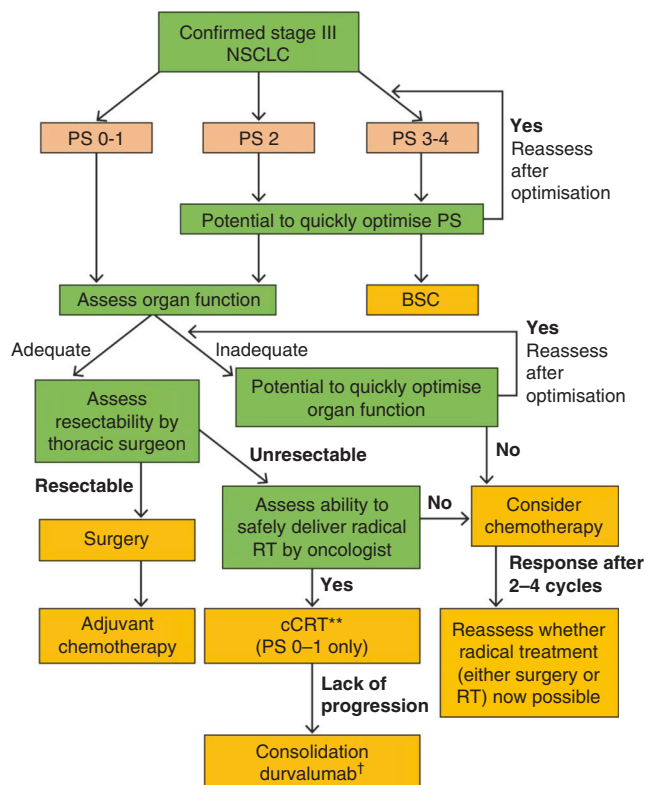 Confirmed stage III
NSCLC
PS 0-1
PS 2
PS 3-4
Yes
Reassess
after
optimisation
Potential to quickly optimise PS
Assess organ function
BSC
Adequate
Inadequate
Yes
Reassess
after
optimisation
Assess
resectability by
thoracic surgeon
Potential to quickly optimise
organ function
Unresectable
No
Resectable
Assess ability to
safely deliver radical
RT by oncologist
No
Consider
chemotherapy
Surgery
Yes
Response after
2–4 cycles
Adjuvant
chemotherapy
cCRT**
(PS 0–1 only)
Reassess whether
radical treatment
(either surgery or
RT) now possible
Lack of
progression
Consolidation
durvalumab†